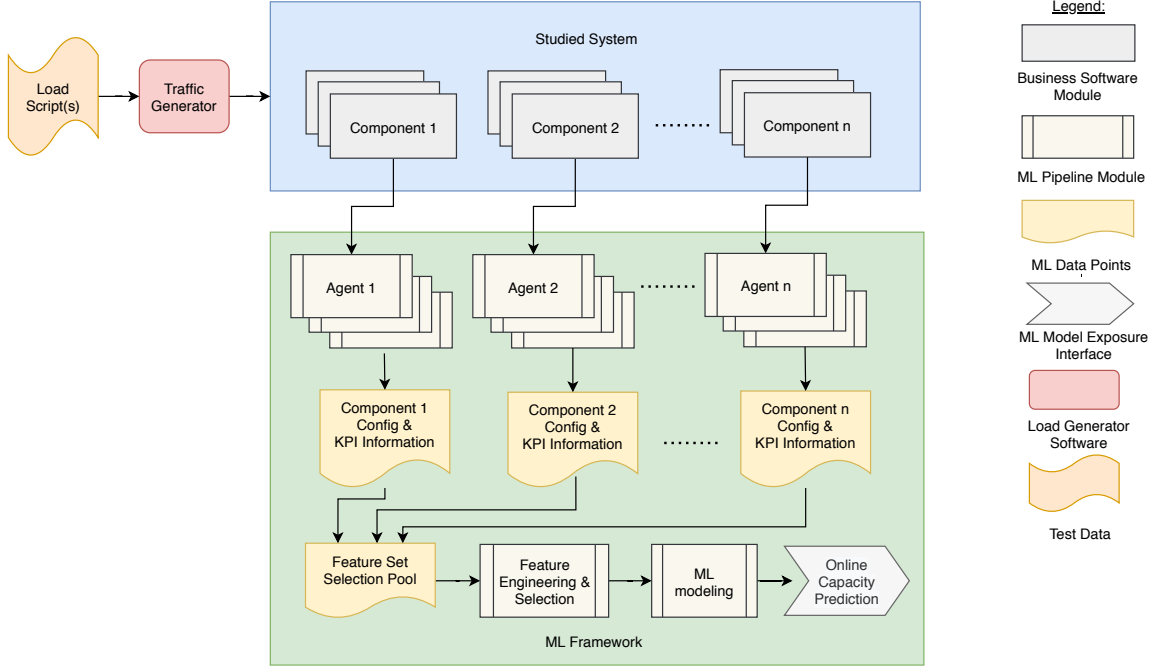 Legend:
Studied System
Load
Script(s)
Traffic
Generator
Component 1
Component 2
Component n
Business Software
Module
ML Pipeline Module
Agent 1
Agent 2
Agent n
ML Data Points
ML Model Exposure
Interface
Component 1
Config &
KPI Information
Component 2
Config &
KPI Information
Component n
Config &
KPI Information
Load Generator
Software
Test Data
Feature Set
Selection Pool
Feature
Engineering &
Selection
ML
modeling
Online
Capacity
Prediction
ML Framework